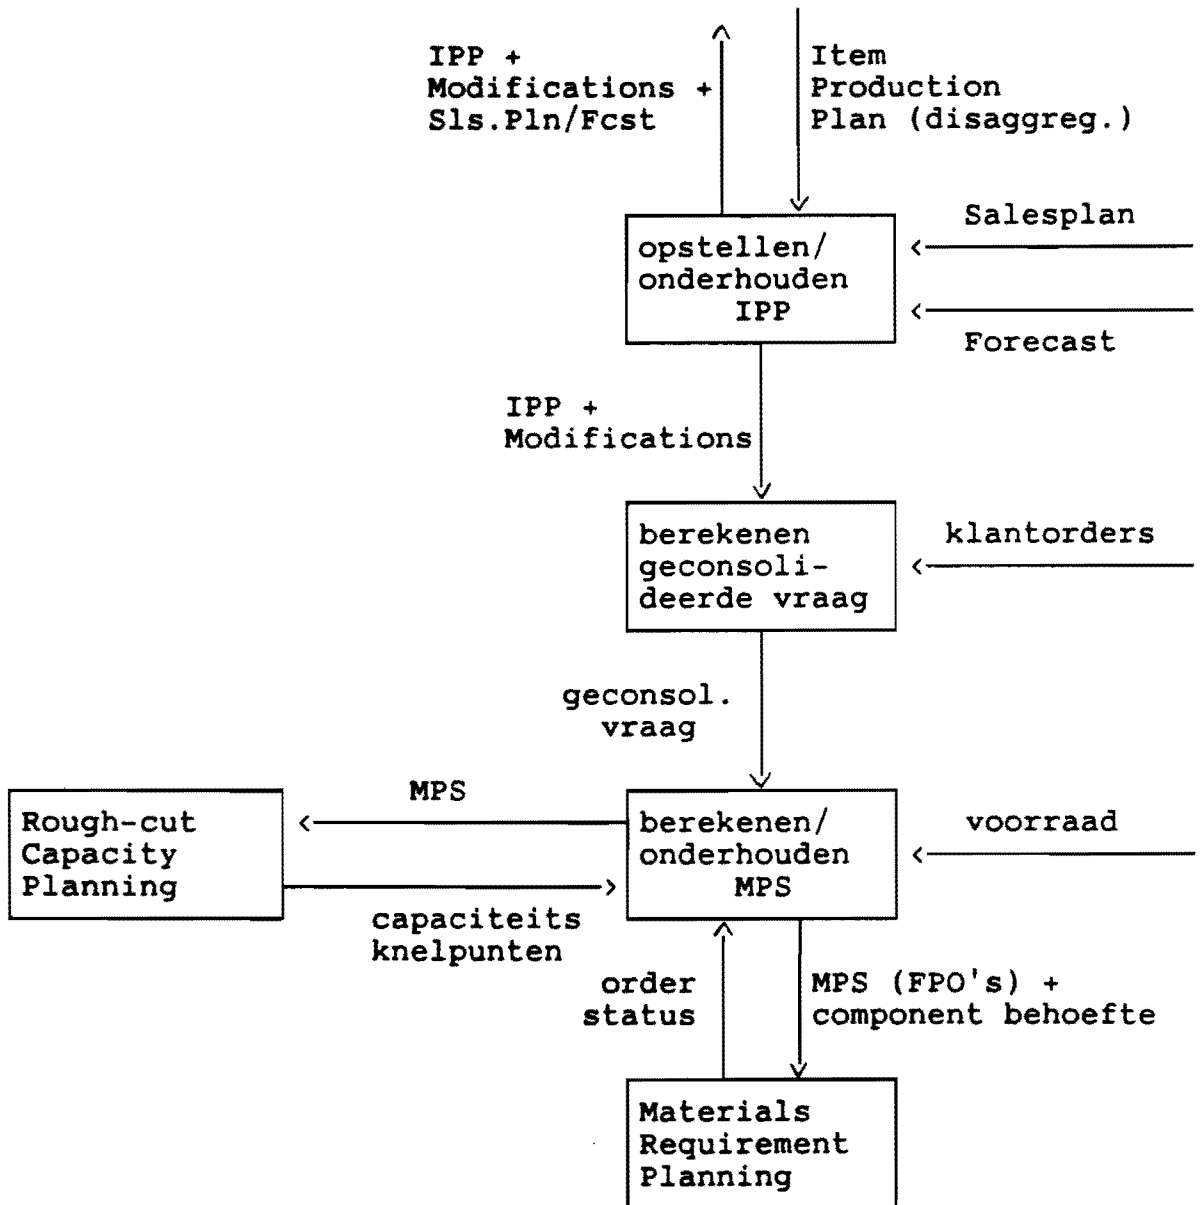 IPP +
Modifications +
Sls.Pln/Fcst
Item
Production
Plan (disaggreg.)
opstellen/
onderhouden
IPP
Salesplan
Forecast
IPP +
Modifications
berekenen
geconsoli-
deerde vraag
klantorders
geconsol.
vraag
MPS
Rough-cut
Capacity
Planning
berekenen/
onderhouden
MPS
voorraad
capaciteits
knelpunten
order
status
MPS (FPO's) +
component behoefte
Materials
Requirement
Planning